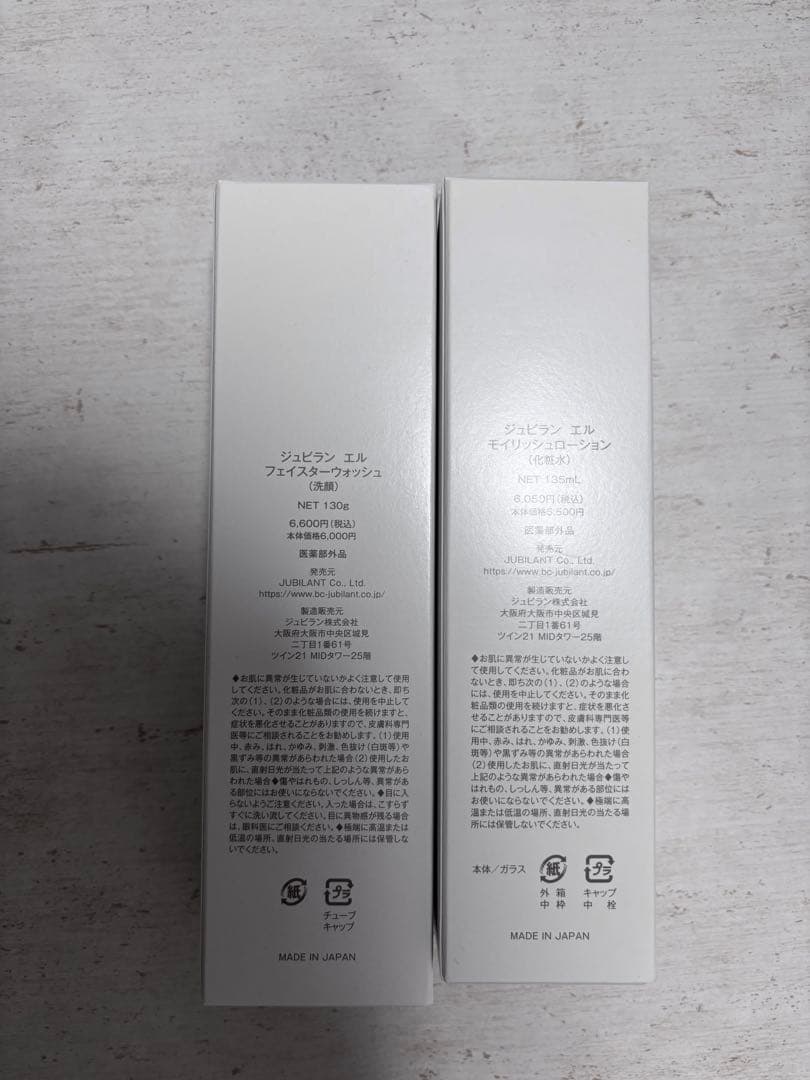 ジュビラン エル
フェイスターウォッシュ
(洗顔)
NET 130g
6,600円(税込)
本体価格6,000円
医薬部外品
発売元
JUBILANT Co., Ltd.
https://www.bc-jubilant.co.jp/
製造販売元
ジュビラン株式会社
大阪府大阪市中央区城見
二丁目1番61号
ツイン21 MIDタワー25階
◆お肌に異常が生じていないかよく注意して使用
してください。化粧品がお肌に合わないとき、即ち
次の(1)、(2)のような場合には、使用を中止してく
ださい。そのまま化粧品類の使用を続けますと、
症状を悪化させることがありますので、皮膚科専門
医等にご相談されることをお勧めします。(1)使用
中、赤み、はれ、かゆみ、刺激、色抜け(白斑等)や
黒ずみ等の異常があらわれた場合(2)使用したお
肌に、直射日光が当たって上記のような異常があら
われた場合◆傷やはれもの、しっしん等、異常があ
る部位にはお使いにならないでください。◆目に入
らないようご注意ください。入った場合は、こすらず
すぐに洗い流してください。目に異物感が残る場合
は、眼科医にご相談ください。◆極端に高温または
低温の場所、直射日光の当たる場所には保管しな
いでください。
紙
プラ
チューブ
キャップ
MADE IN JAPAN
ジュビラン エル
モイリッシュローション
(化粧水)
NET 135mL
6,050円(税込)
本体価格5,500円
医薬部外品
発売元
JUBILANT Co., Ltd.
https://www.bc-jubilant.co.jp/
製造販売元
ジュビラン株式会社
大阪府大阪市中央区城見
二丁目1番61号
ツイン21 MIDタワー25階
◆お肌に異常が生じていないかよく注意し
て使用してください。化粧品がお肌に合わ
ないとき、即ち次の(1)、(2)のような場合
には、使用を中止してください。そのまま化
粧品類の使用を続けますと、症状を悪化さ
せることがありますので、皮膚科専門医等
にご相談されることをお勧めします。(1)使
用中、赤み、はれ、かゆみ、刺激、色抜け(白
斑等)や黒ずみ等の異常があらわれた場合
(2)使用したお肌に、直射日光が当たって
上記のような異常があらわれた場合◆傷や
はれもの、しっしん等、異常がある部位には
お使いにならないでください。◆極端に高
温または低温の場所、直射日光の当たる場
所には保管しないでください。
本体/ガラス
紙
プラ
外箱 キャップ
中枠 中栓
MADE IN JAPAN